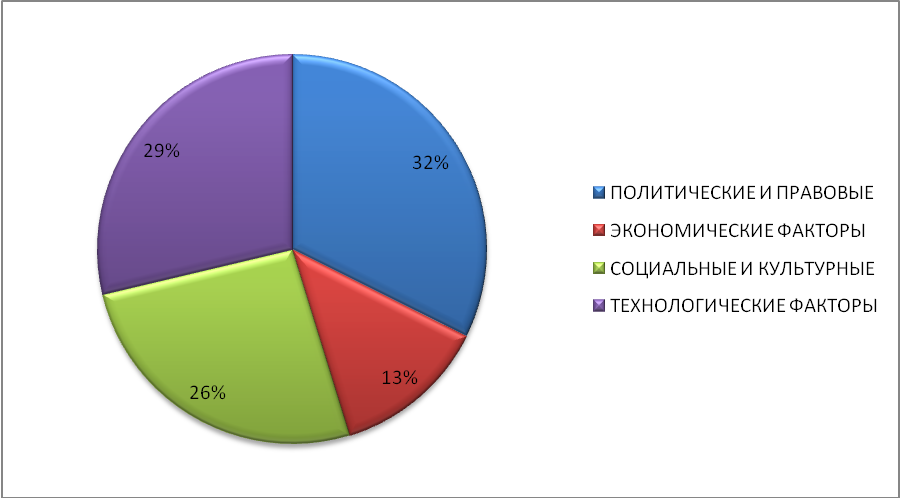 29%
32%
13%
26%
ПОЛИТИЧЕСКИЕ И ПРАВОВЫЕ
ЭКОНОМИЧЕСКИЕ ФАКТОРЫ
СОЦИАЛЬНЫЕ И КУЛЬТУРНЫЕ
ТЕХНОЛОГИЧЕСКИЕ ФАКТОРЫ